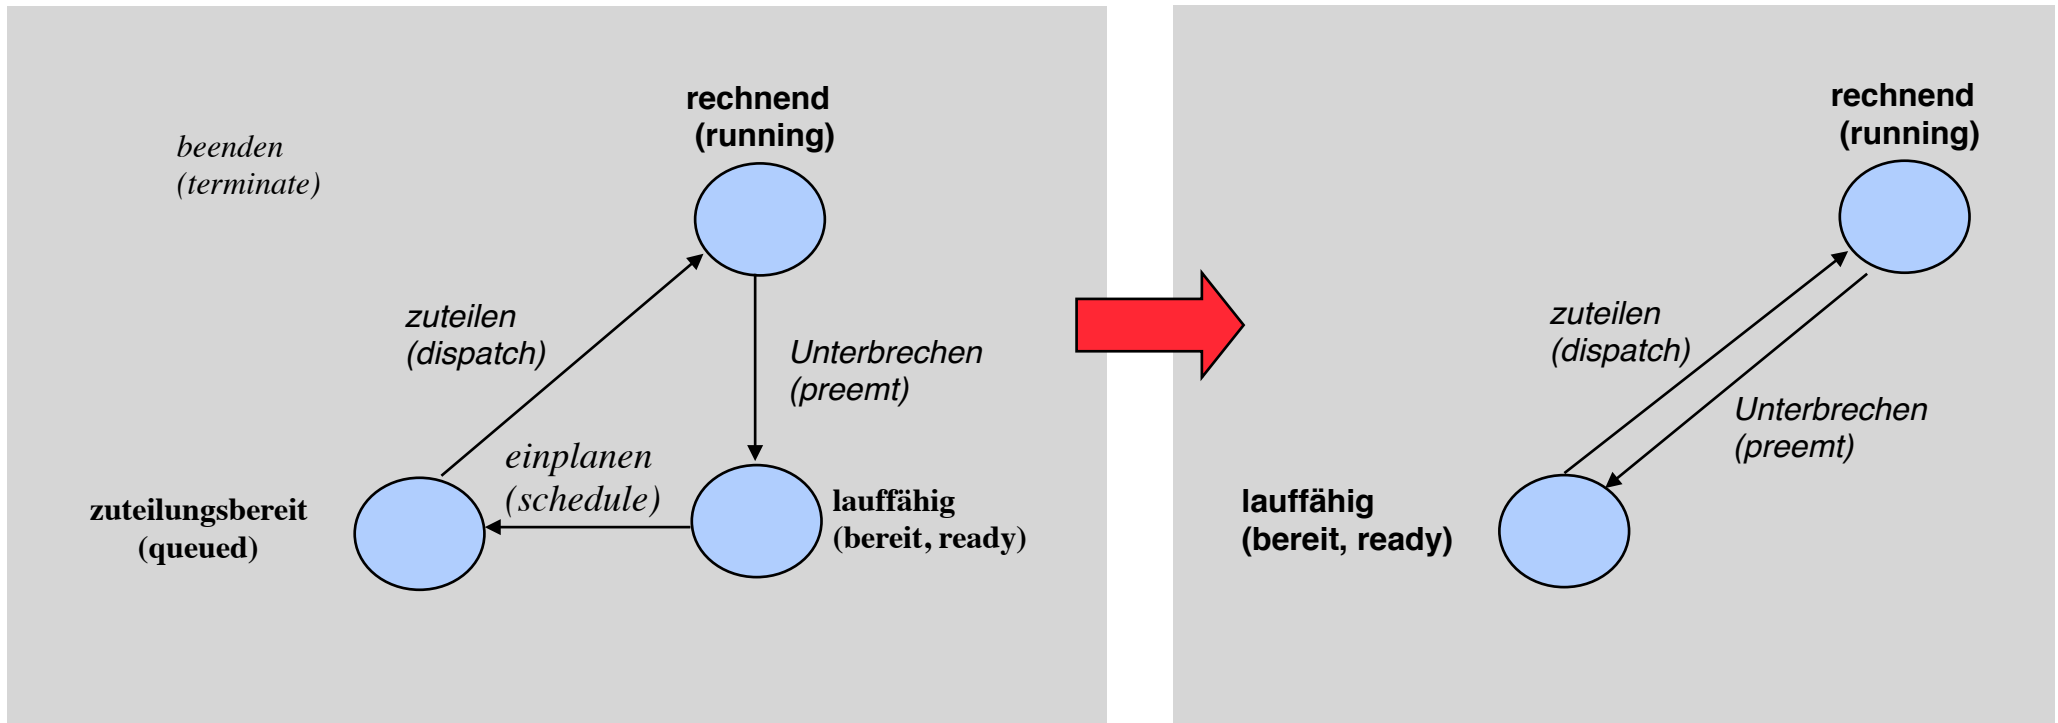 rechnend
(running)
beenden
(terminate)
zuteilen
(dispatch)
Unterbrechen
(preemt)
einplanen
(schedule)
zuteilungsbereit
(queued)
lauffähig
(bereit, ready)
rechnend
(running)
zuteilen
(dispatch)
Unterbrechen
(preemt)
lauffähig
(bereit, ready)